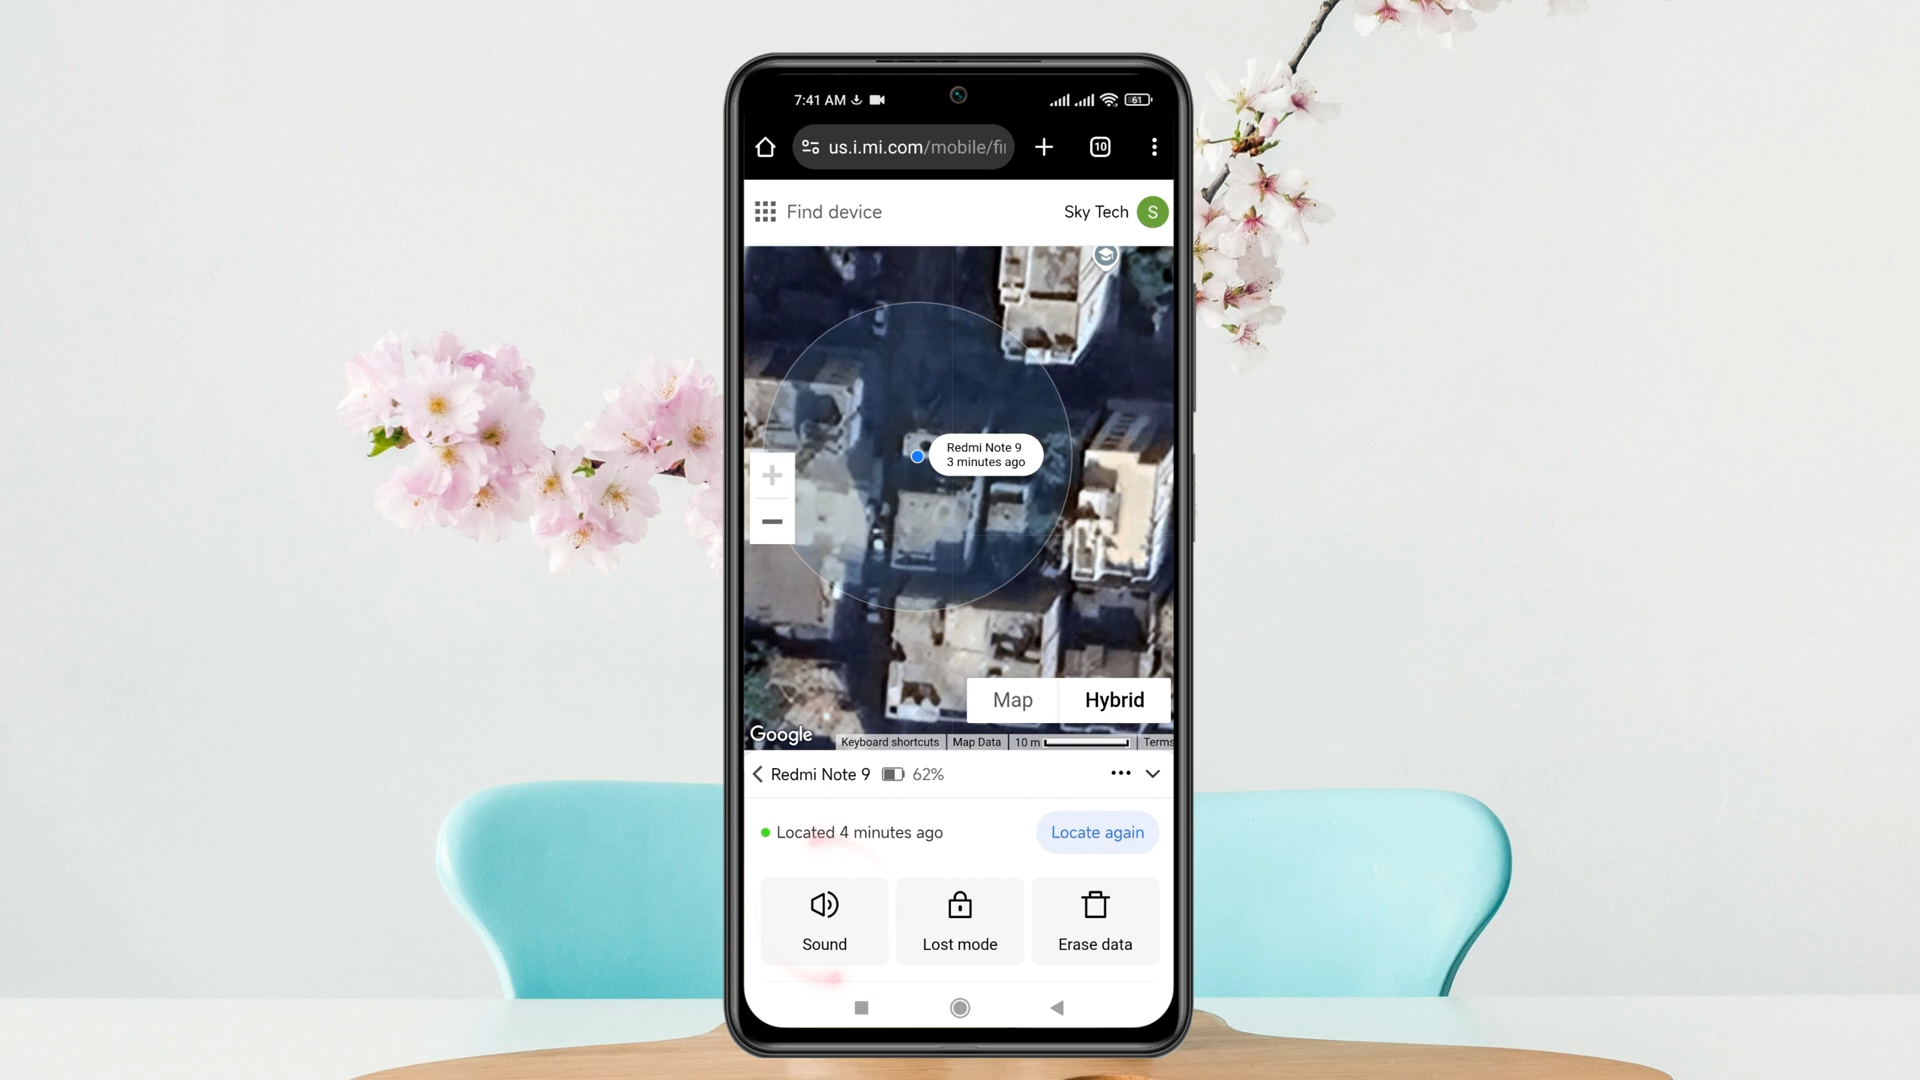 7:41 AM
61
us.i.mi.com/mobile/fi
10
Find device
Sky Tech
S
Redmi Note 9
3 minutes ago
Map
Hybrid
Google
Keyboard shortcuts
Map Data
10 m
Terms
Redmi Note 9
62%
Located 4 minutes ago
Locate again
Sound
Lost mode
Erase data